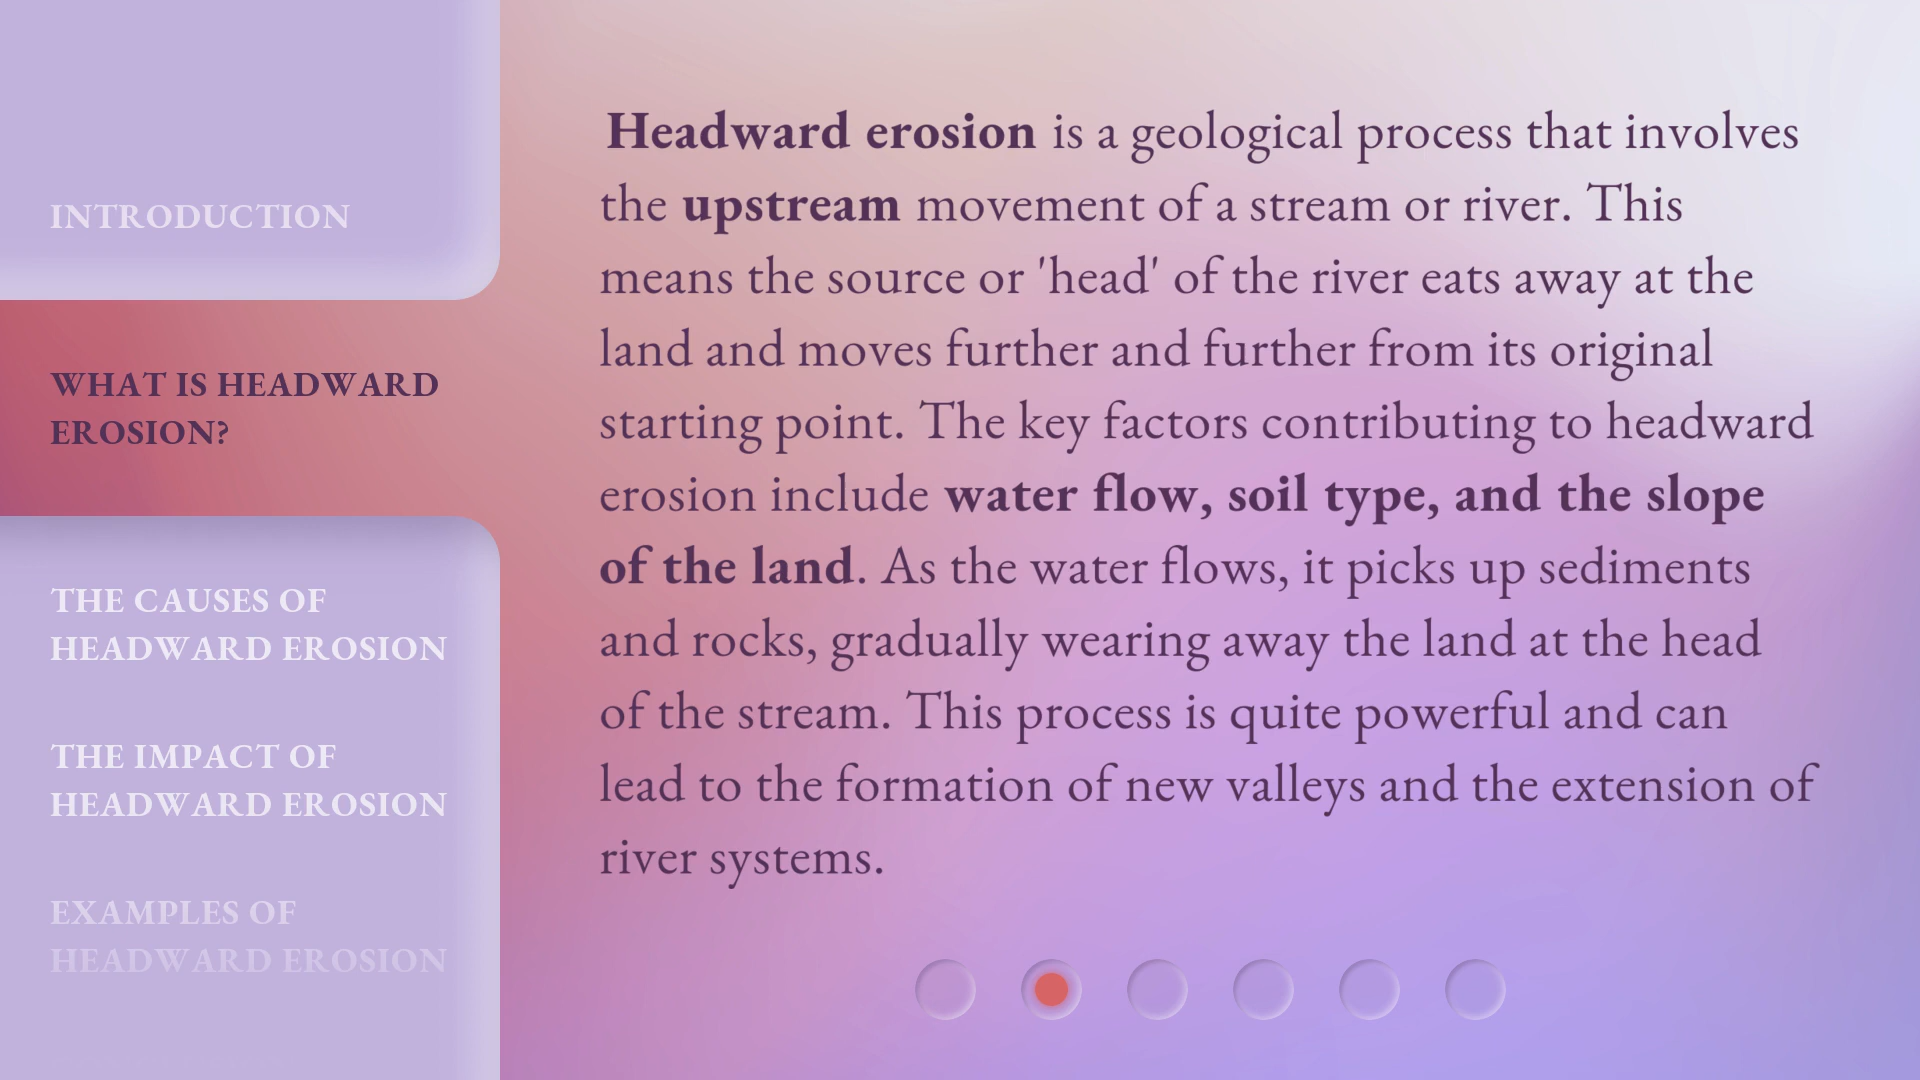 INTRODUCTION
WHAT IS HEADWARD
EROSION?
THE CAUSES OF
HEADWARD EROSION
THE IMPACT OF
HEADWARD EROSION
EXAMPLES OF
HEADWARD EROSION
Headward erosion is a geological process that involves
the upstream movement of a stream or river. This
means the source or 'head' of the river eats away at the
land and moves further and further from its original
starting point. The key factors contributing to headward
erosion include water flow, soil type, and the slope
of the land. As the water flows, it picks up sediments
and rocks, gradually wearing away the land at the head
of the stream. This process is quite powerful and can
lead to the formation of new valleys and the extension of
river systems.